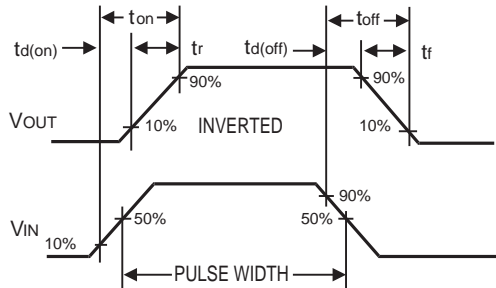 ton
toff
td(on)
tr
td(off)
tf
90%
90%
VOUT
10%
INVERTED
10%
90%
50%
50%
VIN
10%
PULSE WIDTH